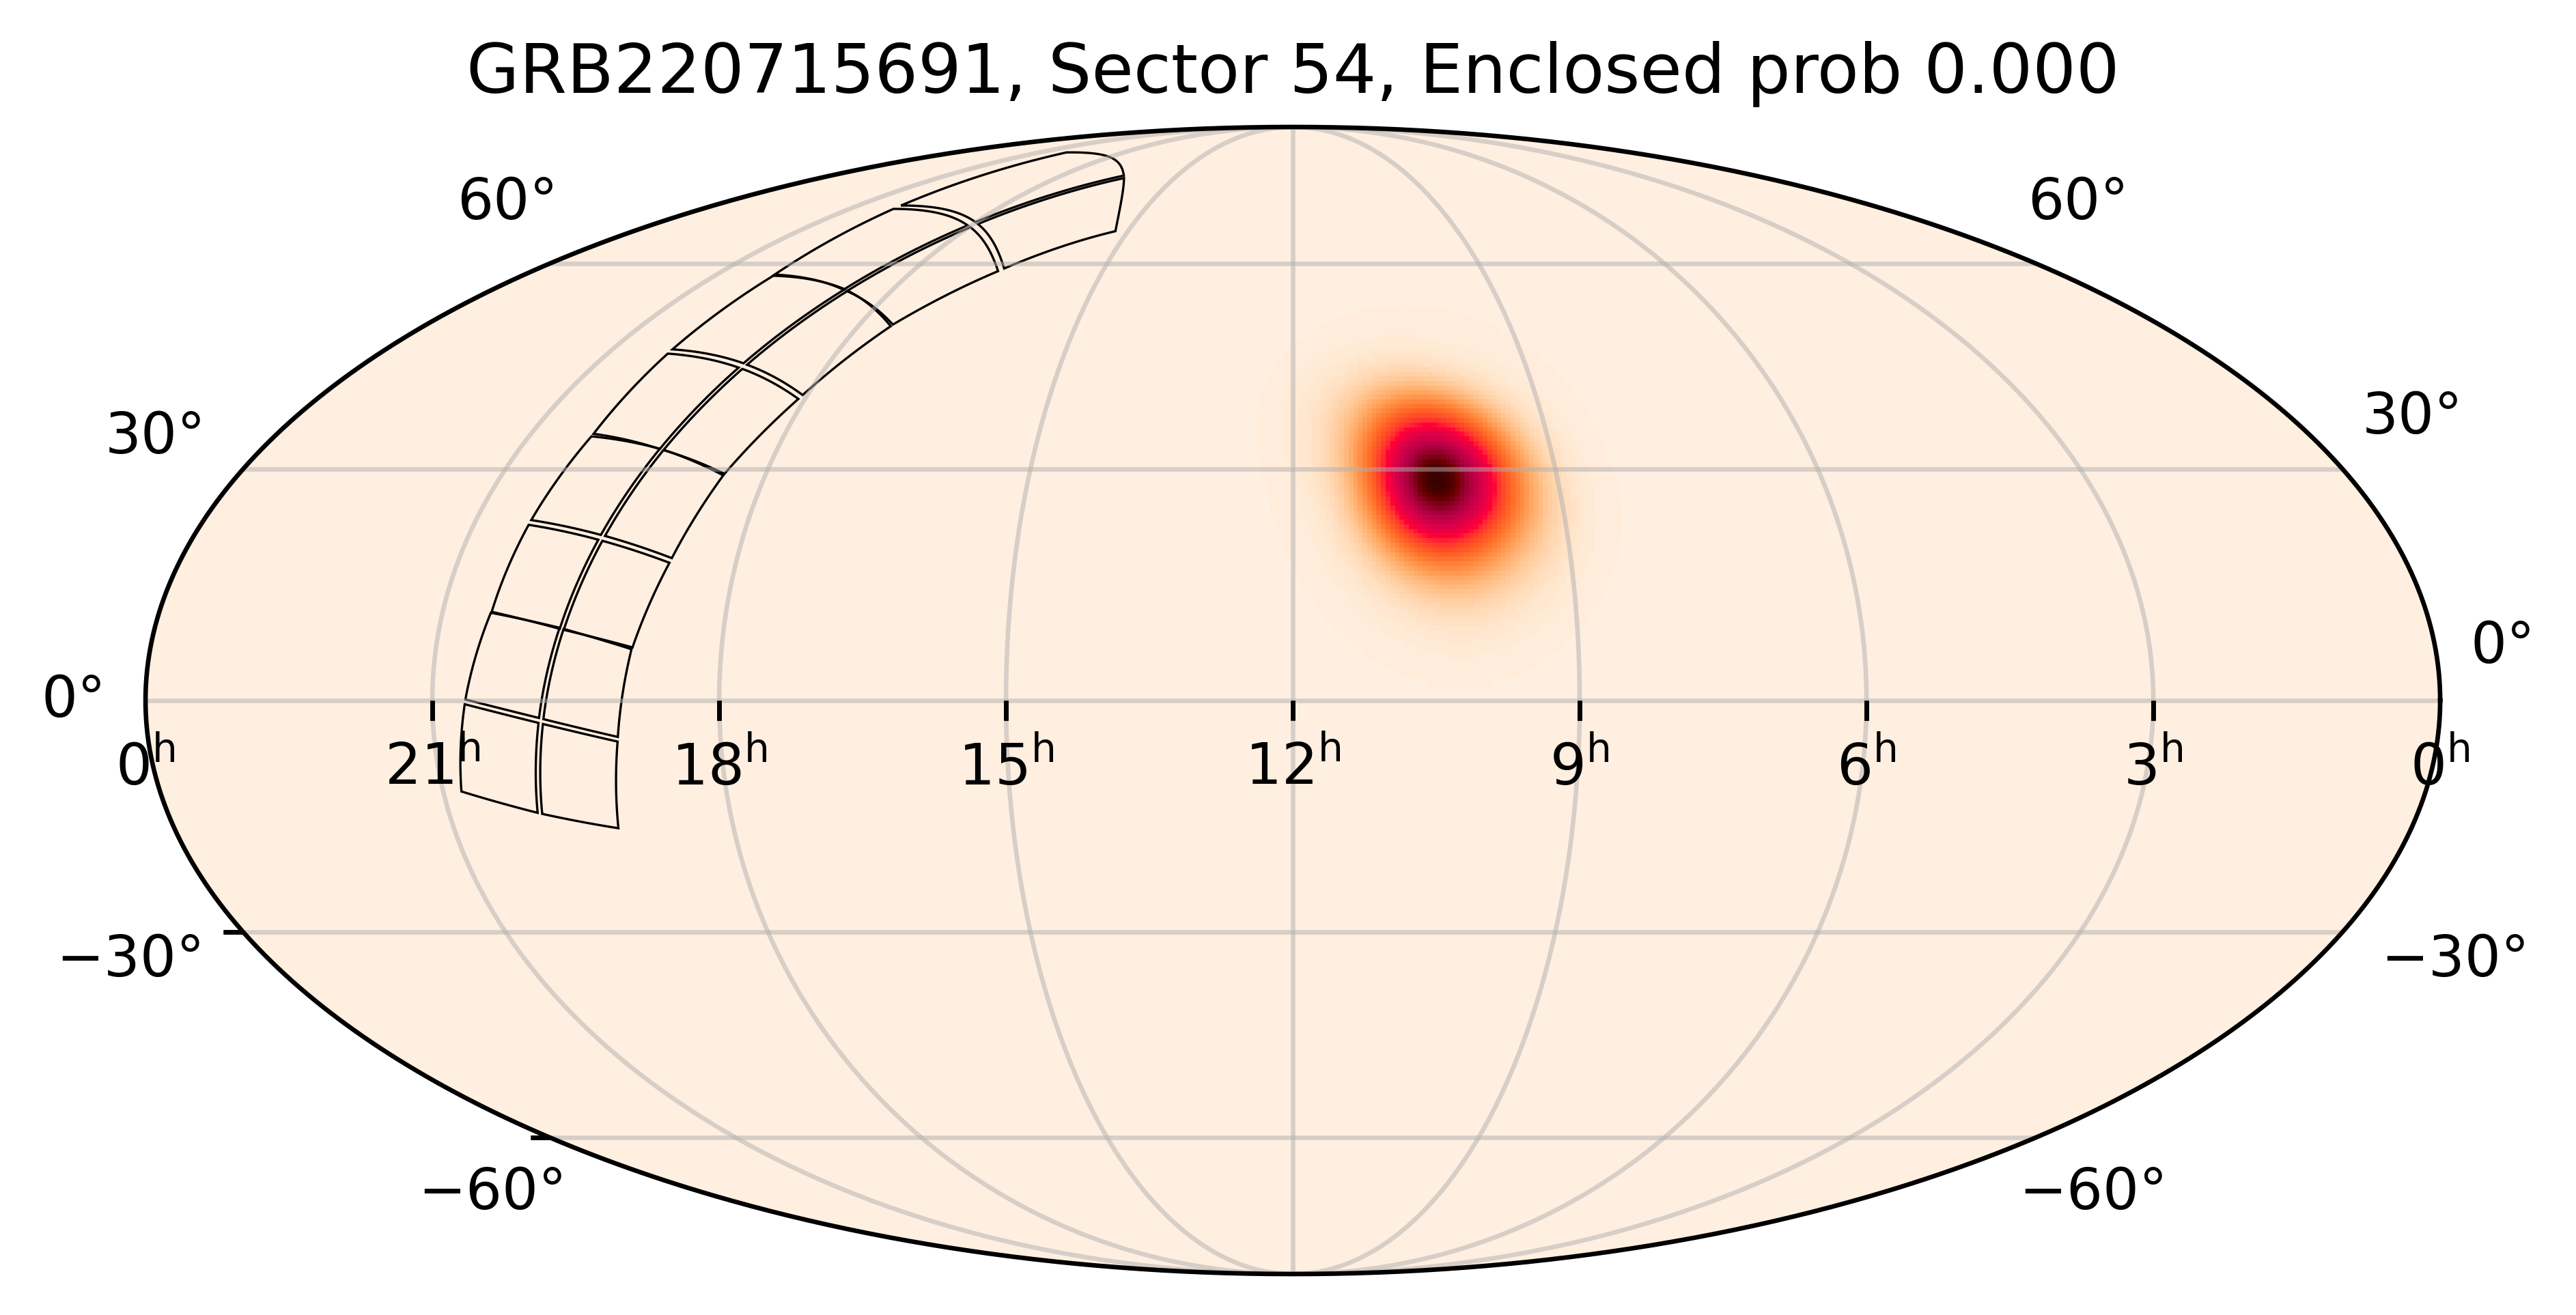 GRB220715691, Sector 54, Enclosed prob 0.000
60° 60°
30° 30°
0° 0°
0ʰ 21ʰ 18ʰ 15ʰ 12ʰ 9ʰ 6ʰ 3ʰ 0ʰ
−30° −30°
−60° −60°